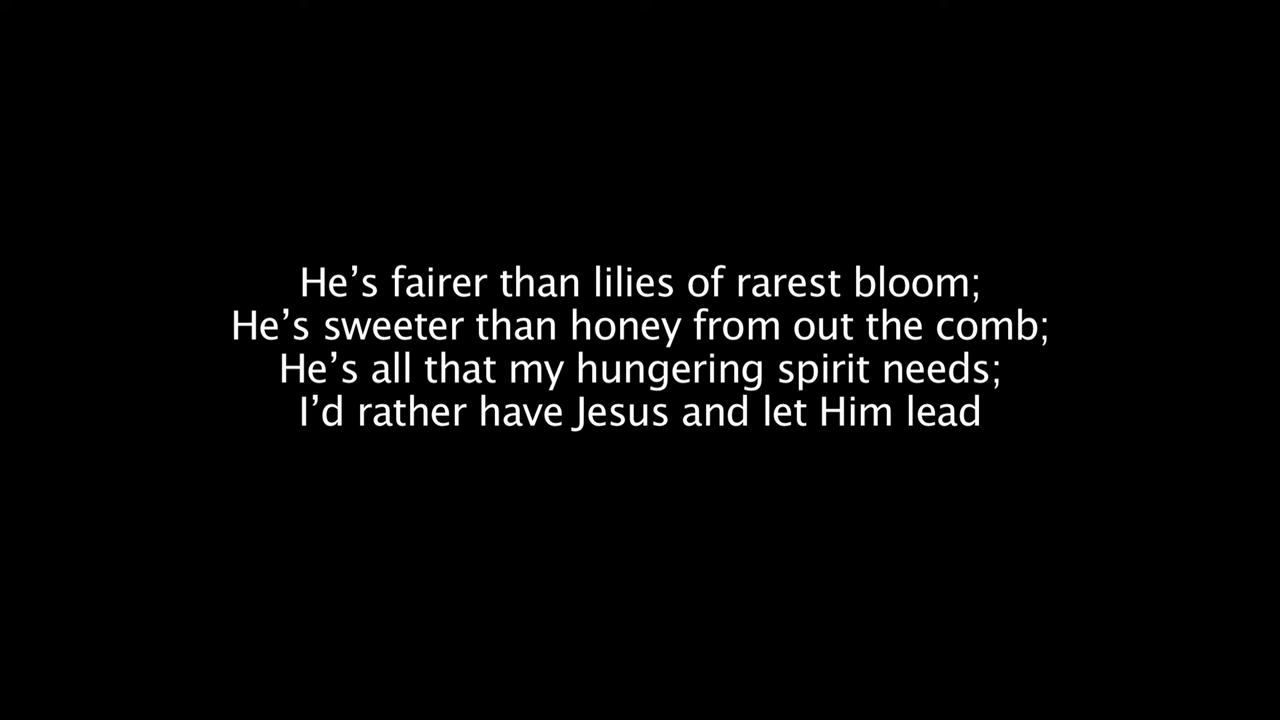 He’s fairer than lilies of rarest bloom;
He’s sweeter than honey from out the comb;
He’s all that my hungering spirit needs;
I’d rather have Jesus and let Him lead